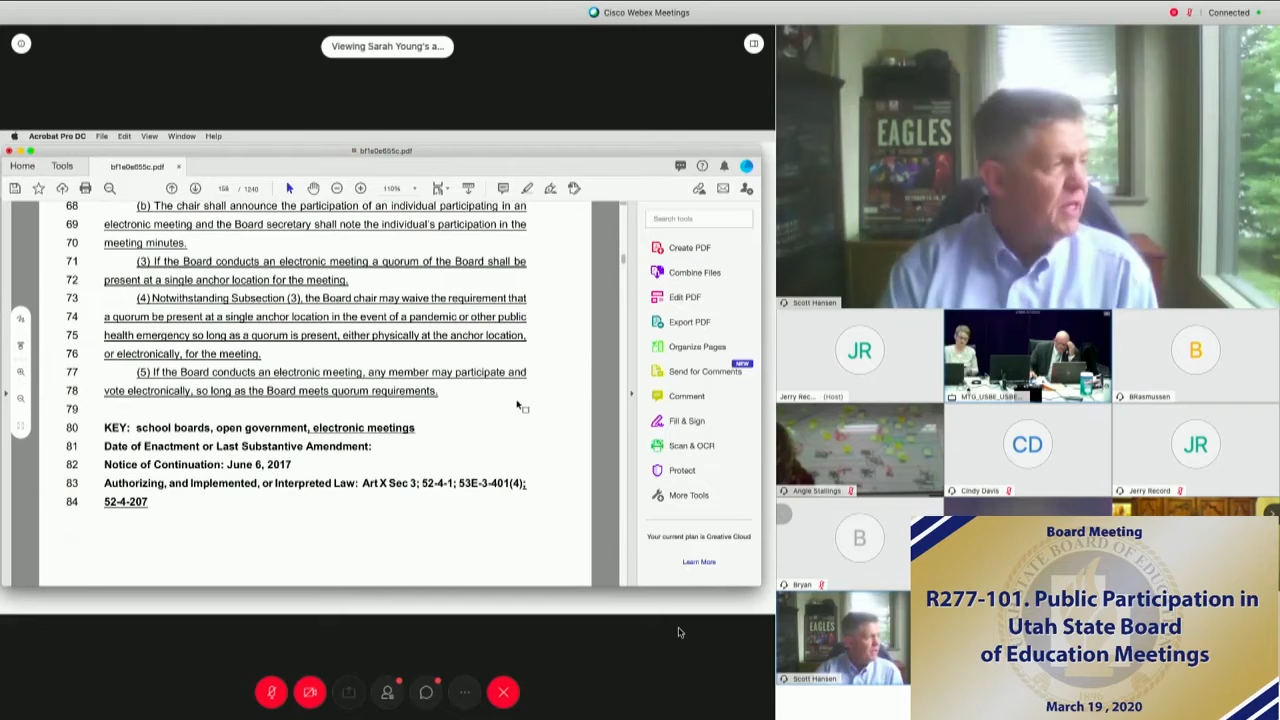 Cisco Webex Meetings
Connected
Viewing Sarah Young's a...
Acrobat Pro DC File Edit View Window Help
bf1e0e655c.pdf
Home Tools bf1e0e655c.pdf ×
158 / 1240
110%
68 (b) The chair shall announce the participation of an individual participating in an
69 electronic meeting and the Board secretary shall note the individual's participation in the
70 meeting minutes.
71 (3) If the Board conducts an electronic meeting a quorum of the Board shall be
72 present at a single anchor location for the meeting.
73 (4) Notwithstanding Subsection (3), the Board chair may waive the requirement that
74 a quorum be present at a single anchor location in the event of a pandemic or other public
75 health emergency so long as a quorum is present, either physically at the anchor location,
76 or electronically, for the meeting.
77 (5) If the Board conducts an electronic meeting, any member may participate and
78 vote electronically, so long as the Board meets quorum requirements.
79
80 KEY: school boards, open government, electronic meetings
81 Date of Enactment or Last Substantive Amendment:
82 Notice of Continuation: June 6, 2017
83 Authorizing, and Implemented, or Interpreted Law: Art X Sec 3; 52-4-1; 53E-3-401(4);
84 52-4-207
Search tools
Create PDF
Combine Files
Edit PDF
Export PDF
Organize Pages
NEW
Send for Comments
Comment
Fill & Sign
Scan & OCR
Protect
More Tools
Your current plan is Creative Cloud
Learn More
EAGLES
Scott Hansen
JR
Jerry Rec... (Host)
MTG_USBE_USBE...
B
BRasmussen
Angie Stallings
CD
Cindy Davis
JR
Jerry Record
B
Bryan
EAGLES
Scott Hansen
Board Meeting
R277-101. Public Participation in
Utah State Board
of Education Meetings
March 19, 2020